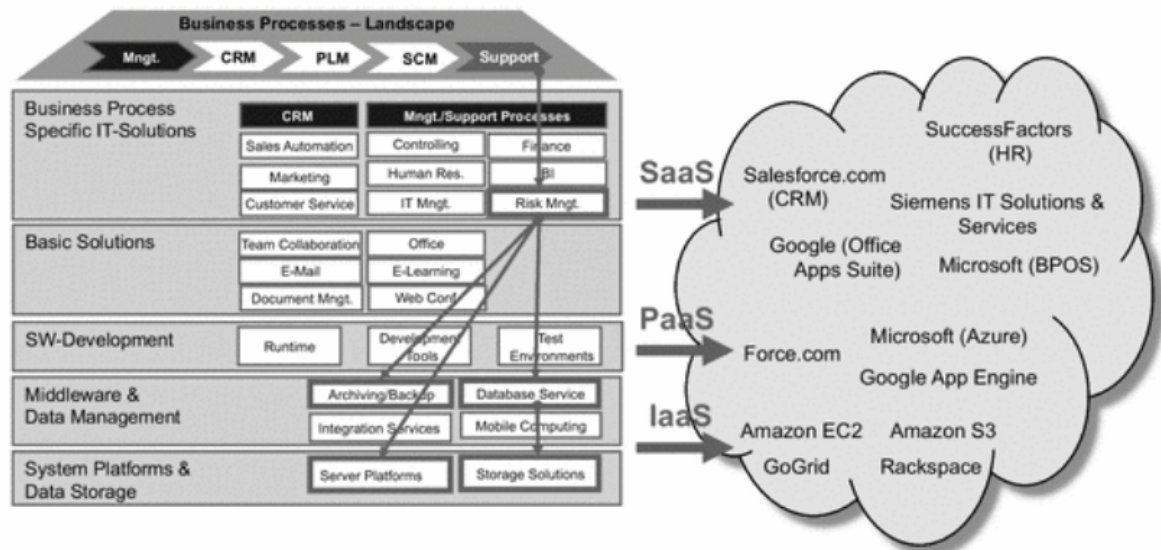 Business Processes – Landscape
Mngt.
CRM
PLM
SCM
Support
Business Process
Specific IT-Solutions
CRM
Mngt./Support Processes
Sales Automation
Controlling
Finance
Marketing
Human Res.
BI
Customer Service
IT Mngt.
Risk Mngt.
Basic Solutions
Team Collaboration
Office
E-Mail
E-Learning
Document Mngt.
Web Conf.
SW-Development
Runtime
Development
Tools
Test
Environments
Middleware &
Data Management
Archiving/Backup
Database Service
Integration Services
Mobile Computing
System Platforms &
Data Storage
Server Platforms
Storage Solutions
SaaS
PaaS
IaaS
SuccessFactors
(HR)
Salesforce.com
(CRM)
Siemens IT Solutions &
Services
Google (Office
Apps Suite)
Microsoft (BPOS)
Microsoft (Azure)
Force.com
Google App Engine
Amazon EC2
Amazon S3
GoGrid
Rackspace